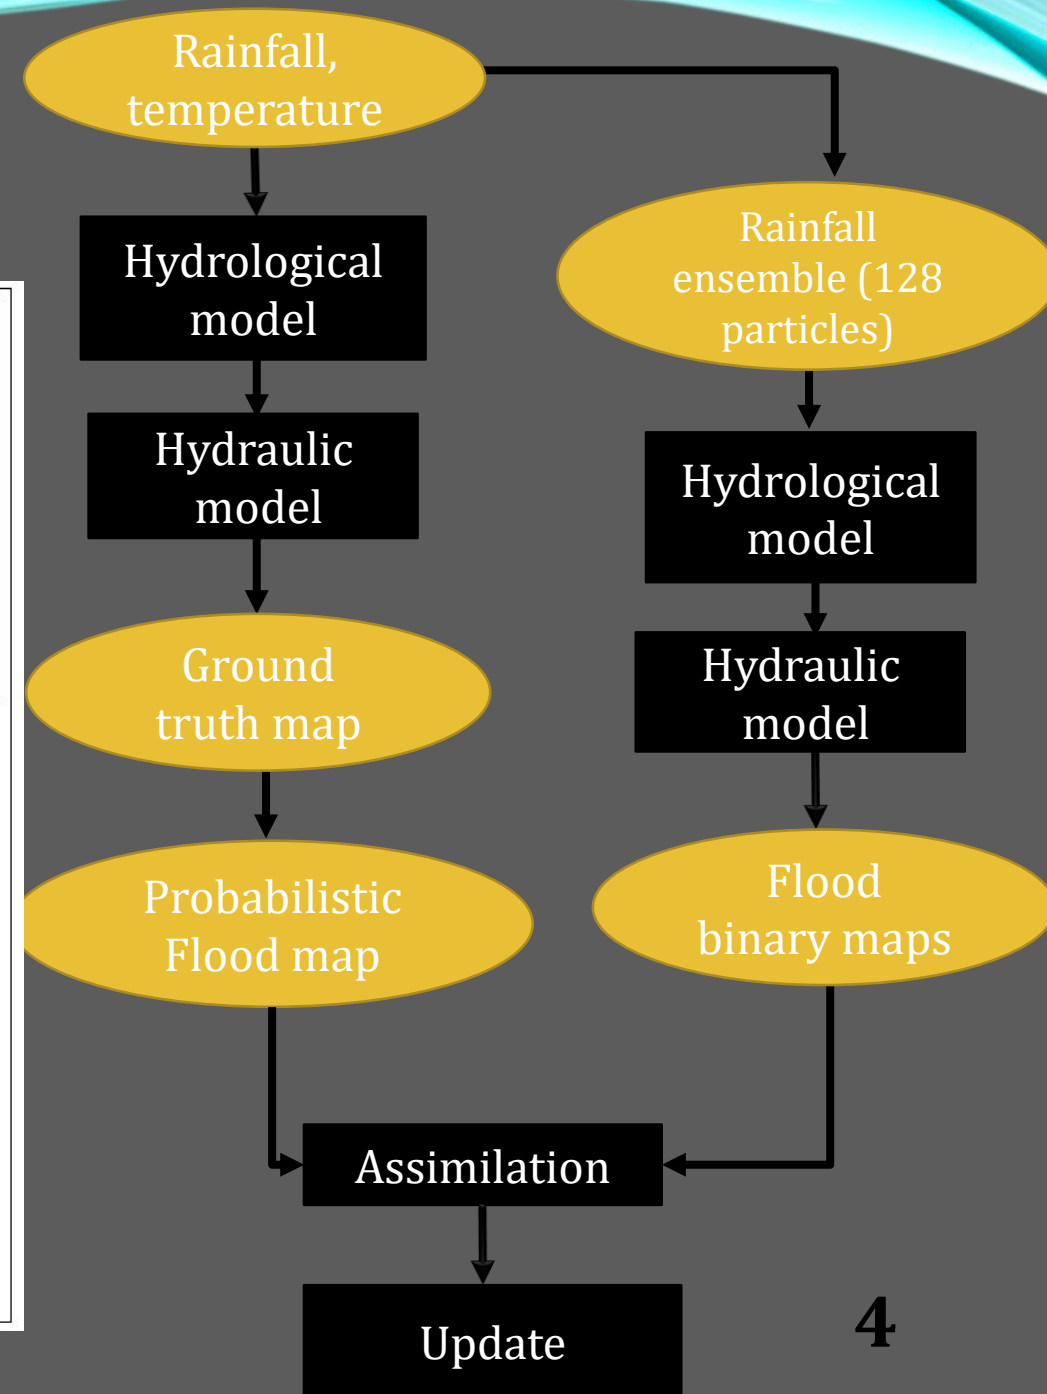 Rainfall,
temperature
Hydrological
model
Hydraulic
model
Ground
truth map
Probabilistic
Flood map
Rainfall
ensemble (128
particles)
Hydrological
model
Hydraulic
model
Flood
binary maps
Assimilation
Update
4